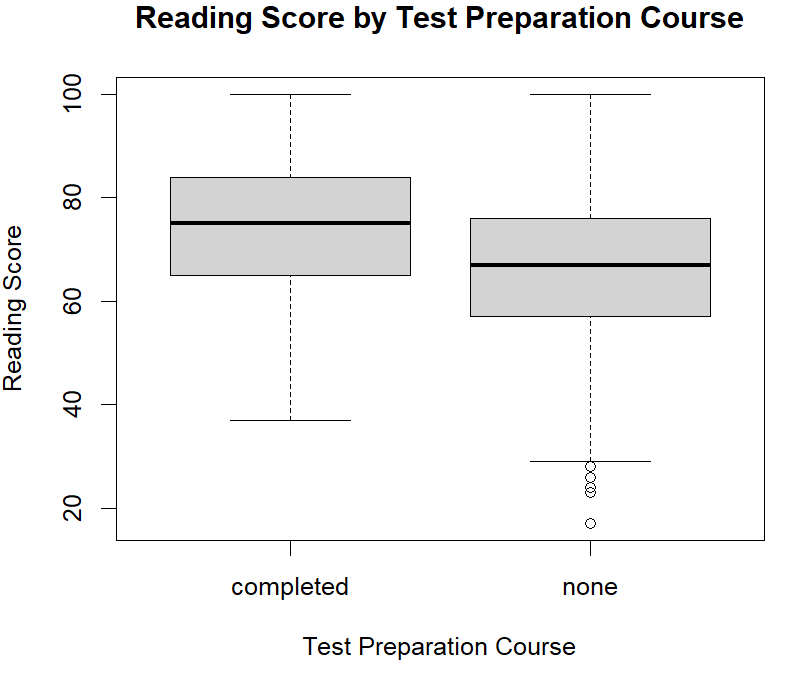 Reading Score by Test Preparation Course
Reading Score
100
80
60
40
20
completed
none
Test Preparation Course